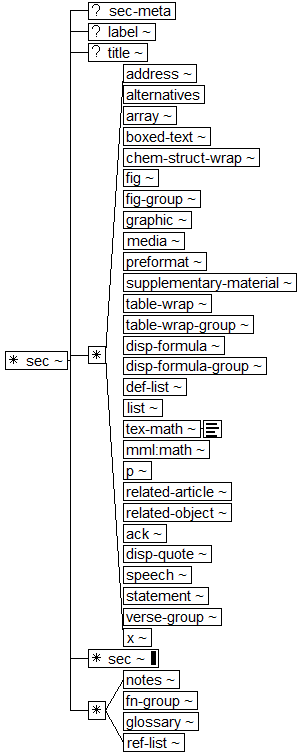 ? sec-meta
? label ~
? title ~
address ~
alternatives
array ~
boxed-text ~
chem-struct-wrap ~
fig ~
fig-group ~
graphic ~
media ~
preformat ~
supplementary-material ~
table-wrap ~
table-wrap-group ~
disp-formula ~
disp-formula-group ~
def-list ~
list ~
tex-math ~
mml:math ~
p ~
related-article ~
related-object ~
ack ~
disp-quote ~
speech ~
statement ~
verse-group ~
x ~
* sec ~
*
* sec ~
*
notes ~
fn-group ~
glossary ~
ref-list ~